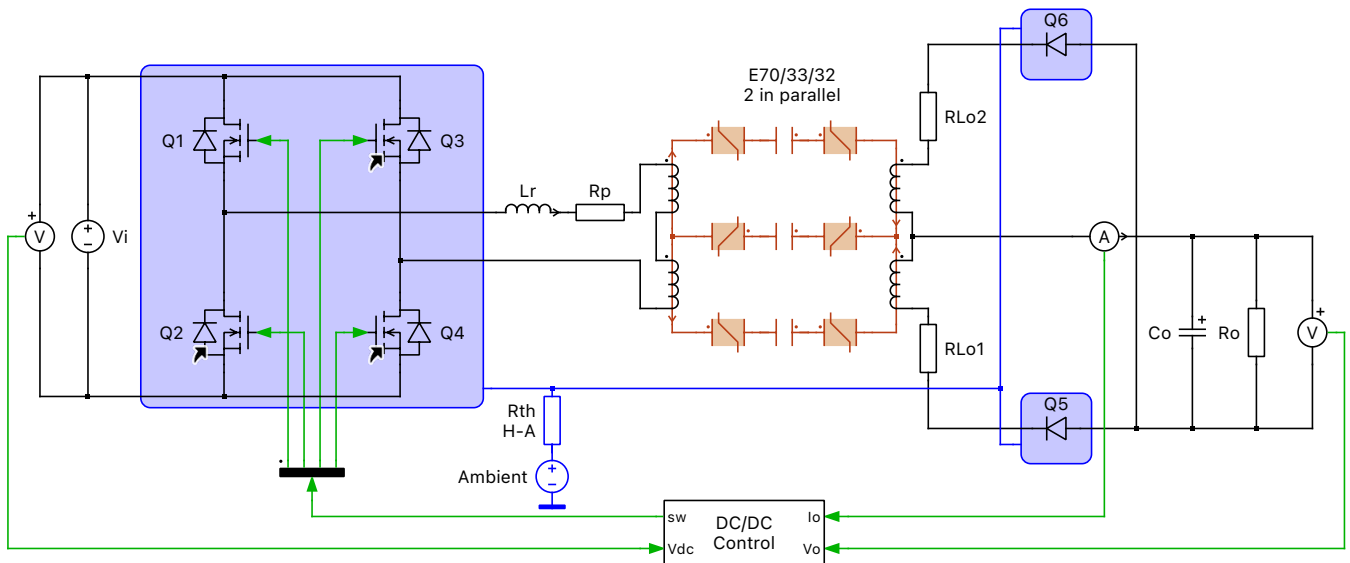 Q6
E70/33/32
2 in parallel
RLo2
Q1
Q3
Lr
Rp
+
V
+
Vi
A
Q2
Q4
RLo1
Co
+
Ro
+
V
Q5
Rth
H-A
Ambient
+
sw
DC/DC
Control
Io
Vdc
Vo